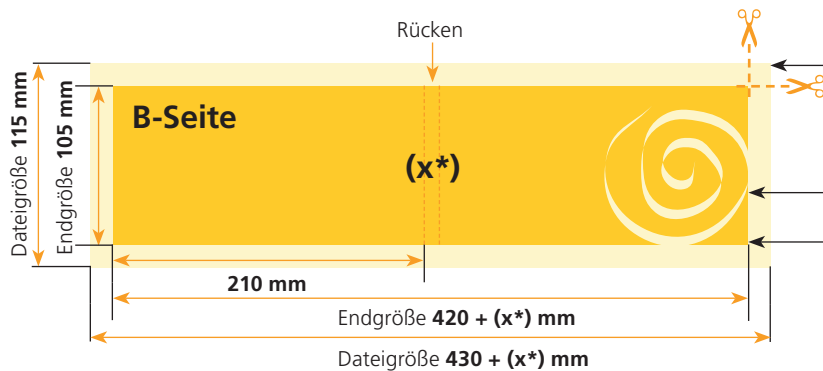 Rücken
B-Seite
(x*)
Dateigröße 115 mm
Endgröße 105 mm
210 mm
Endgröße 420 + (x*) mm
Dateigröße 430 + (x*) mm